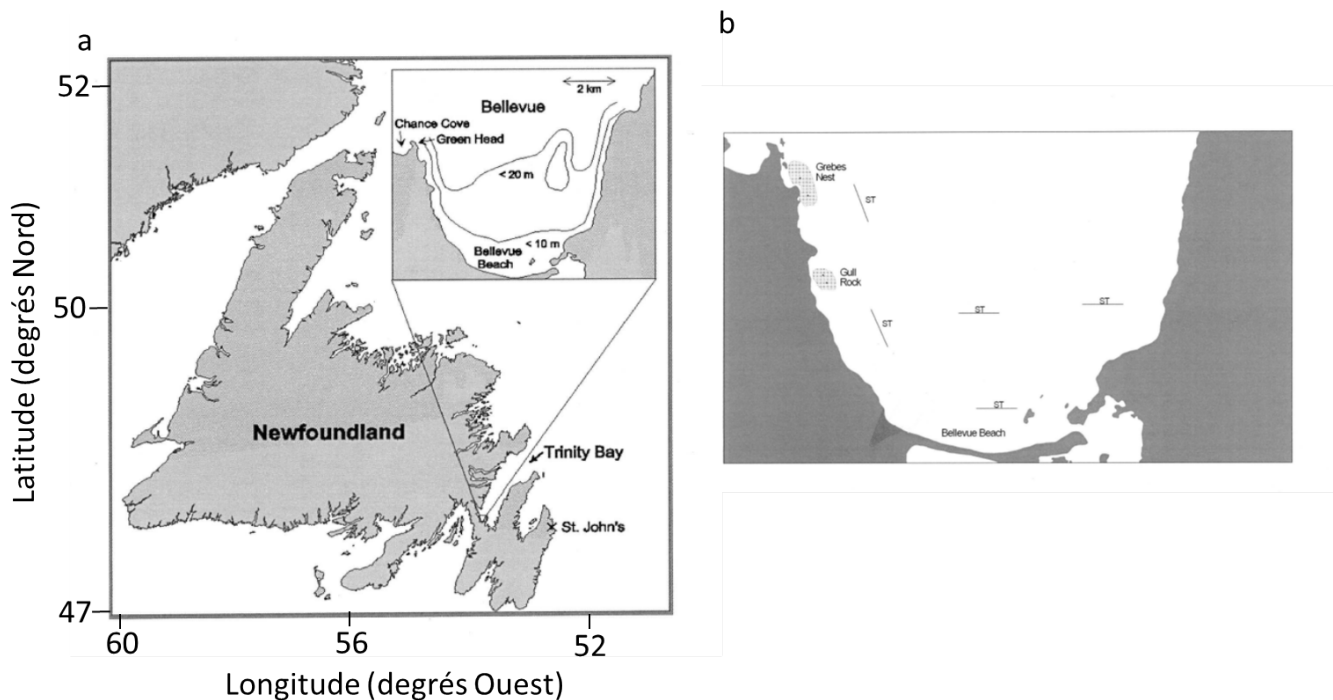 a
52
50
47
60
56
52
Latitude (degrés Nord)
Longitude (degrés Ouest)
Newfoundland
Trinity Bay
St. John's
2 km
Bellevue
Chance Cove
Green Head
< 20 m
< 10 m
Bellevue
Beach
b
Grebes
Nest
ST
Gull
Rock
ST
ST
ST
ST
Bellevue Beach